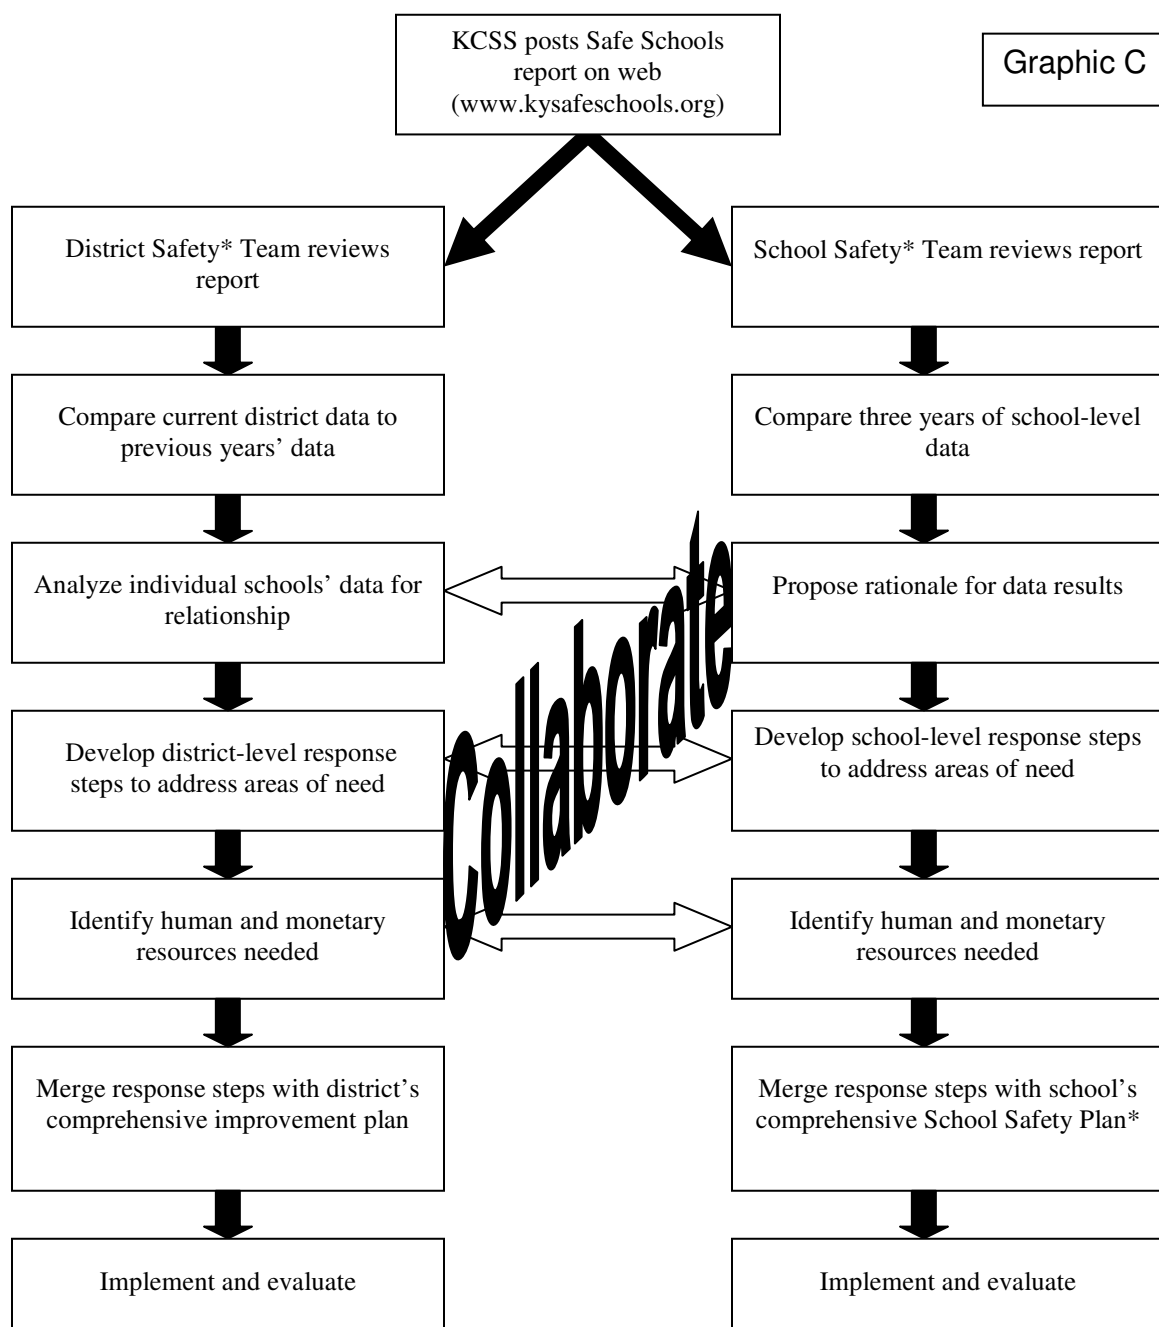 KCSS posts Safe Schools
report on web
(www.kysafeschools.org)
Graphic C
District Safety* Team reviews
report
School Safety* Team reviews report
Compare current district data to
previous years’ data
Compare three years of school-level
data
Analyze individual schools’ data for
relationship
Propose rationale for data results
Collaborate
Develop district-level response
steps to address areas of need
Develop school-level response steps
to address areas of need
Identify human and monetary
resources needed
Identify human and monetary
resources needed
Merge response steps with district’s
comprehensive improvement plan
Merge response steps with school’s
comprehensive School Safety Plan*
Implement and evaluate
Implement and evaluate